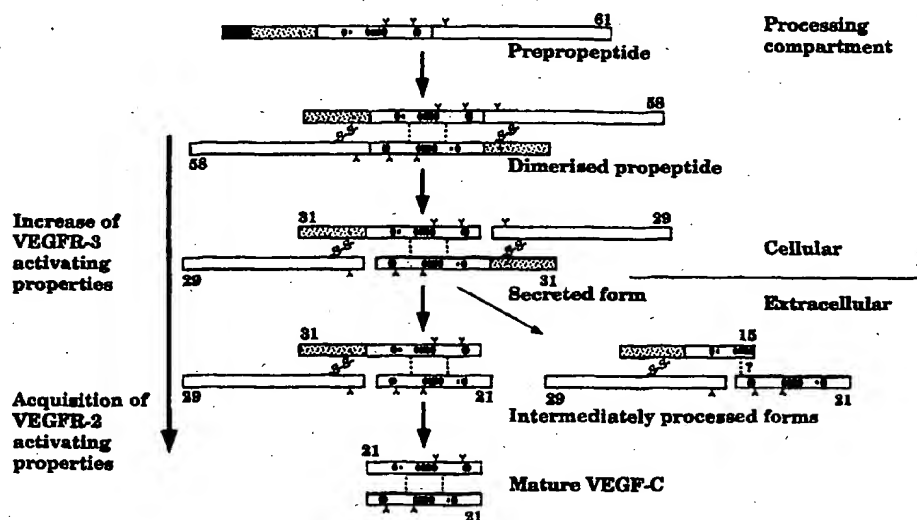 61
Processing
compartment
Prepropeptide
58
58
Dimerised propeptide
Increase of
VEGFR-3
activating
properties
31
29
S S
S S
29
31
Cellular
Secreted form
Extracellular
31
15
S S
S S
?
29
21
29
21
Intermediately processed forms
Acquisition of
VEGFR-2
activating
properties
21
Mature VEGF-C
21